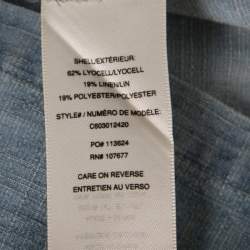 SHELL/EXTÉRIEUR:
62% LYOCELL/LYOCELL
19% LINEN/LIN
19% POLYESTER/POLYESTER
STYLE# / NUMÉRO DE MODÈLE:
C603012420
PO# 113624
RN# 107677
CARE ON REVERSE
ENTRETIEN AU VERSO